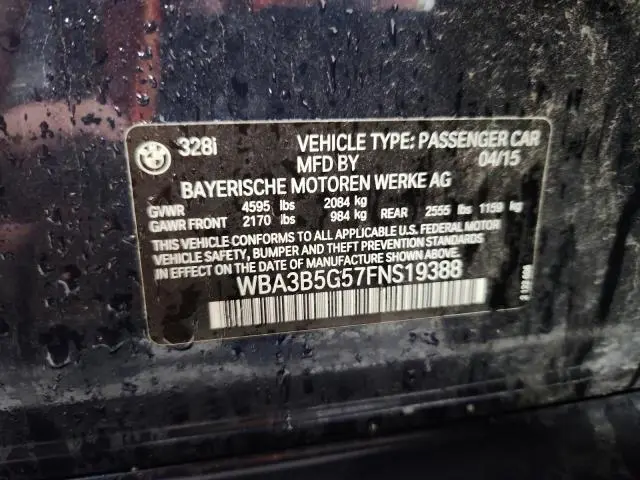 328i VEHICLE TYPE: PASSENGER CAR
MFD BY 04/15
BAYERISCHE MOTOREN WERKE AG
GVWR 4595 lbs 2084 kg
GAWR FRONT 2170 lbs 984 kg REAR 2555 lbs 1159 kg
THIS VEHICLE CONFORMS TO ALL APPLICABLE U.S. FEDERAL MOTOR
VEHICLE SAFETY, BUMPER AND THEFT PREVENTION STANDARDS
IN EFFECT ON THE DATE OF MANUFACTURE SHOWN ABOVE.
WBA3B5G57FNS19388